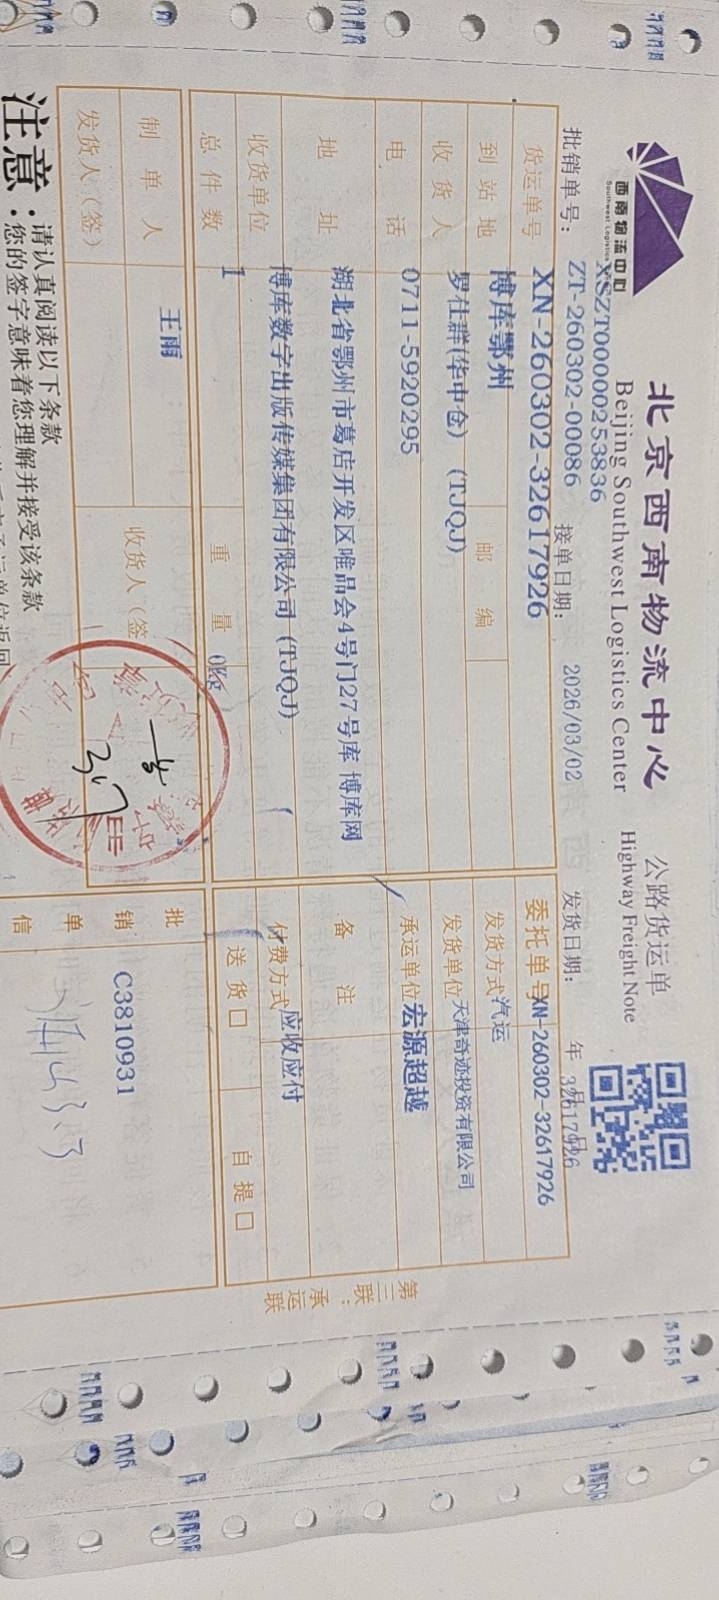 西南物流中心
Southwest Logistics
北京西南物流中心 公路货运单
Beijing Southwest Logistics Center Highway Freight Note
XSZT00000253836
批销单号: ZT-260302-00086 接单日期: 2026/03/02 发货日期: 年 月 日
32617926
货运单号 XN-260302-32617926 委托单号 XN-260302-32617926
到站地 博库鄂州 邮编 发货方式 汽运
收货人 罗仕群(华中仓) (TJQJ) 发货单位 天津奇迹投资有限公司
电话 0711-5920295 承运单位 宏源超越
地址 湖北省鄂州市葛店开发区唯品会4号门27号库 博库网 备注
收货单位 博库数字出版传媒集团有限公司 (TJQJ) 付费方式 应收应付
总件数 1 重量 0Kg 送货□ 自提□
制单人 王雨 收货人(签
发货人(签)
批销单信 C3810931
第三联:承运联
注意: 请认真阅读以下条款
您的签字意味着您理解并接受该条款